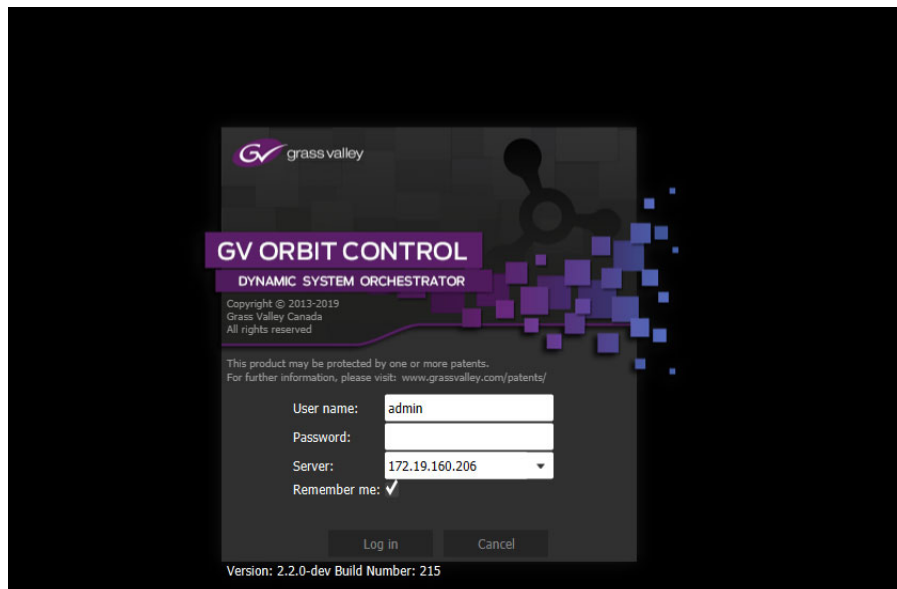 GV grass valley
GV ORBIT CONTROL
DYNAMIC SYSTEM ORCHESTRATOR
Copyright © 2013-2019
Grass Valley Canada
All rights reserved
This product may be protected by one or more patents.
For further information, please visit: www.grassvalley.com/patents/
User name: admin
Password:
Server: 172.19.160.206
Remember me:
Log in Cancel
Version: 2.2.0-dev Build Number: 215